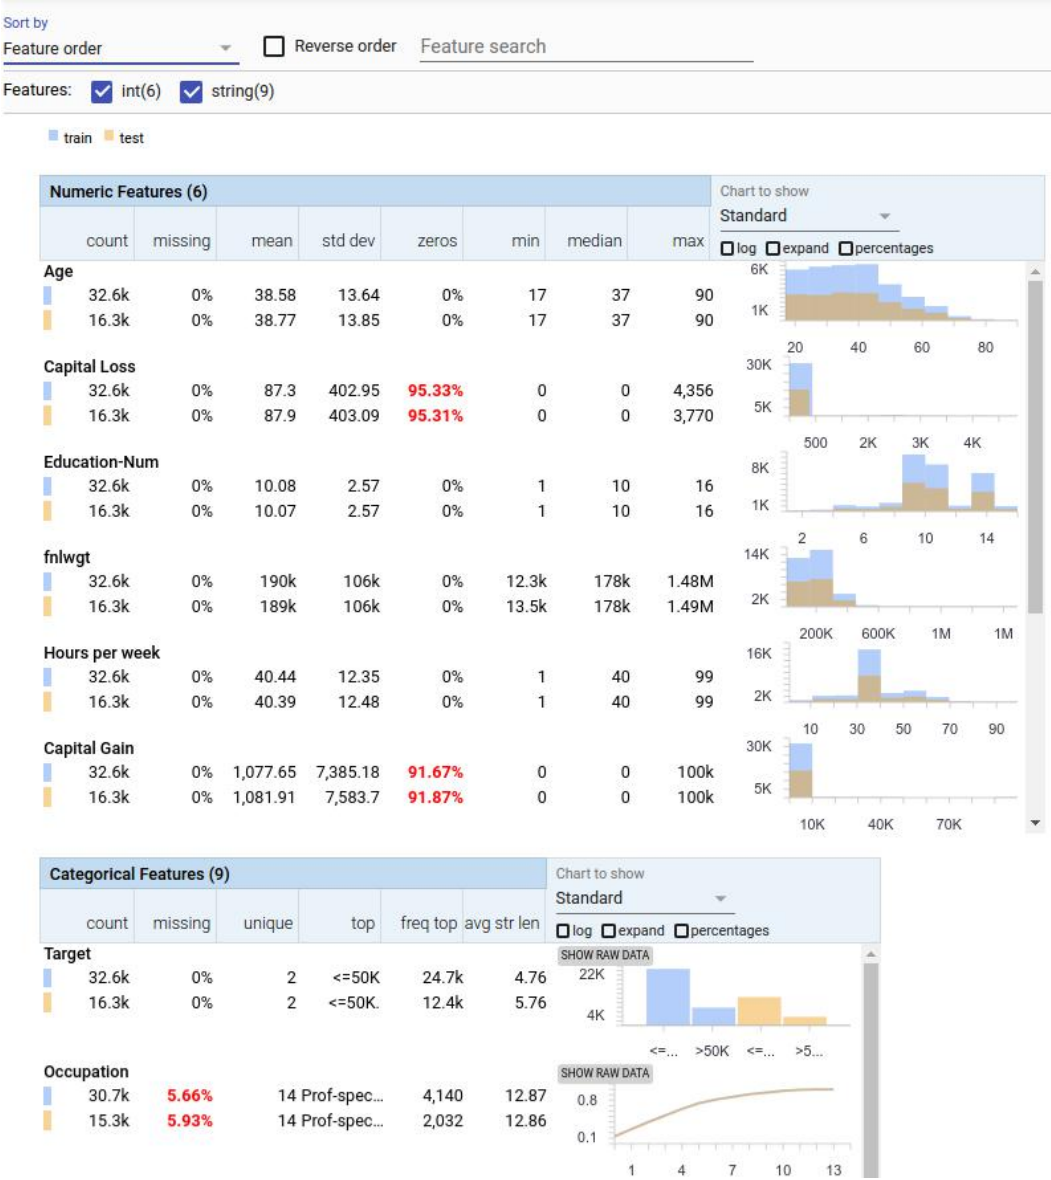 Sort by
Feature order Reverse order Feature search
Features: int(6) string(9)
train test
Numeric Features (6) Chart to show
Standard
count missing mean std dev zeros min median max
log expand percentages
Age 6K
32.6k 0% 38.58 13.64 0% 17 37 90
16.3k 0% 38.77 13.85 0% 17 37 90 1K
20 40 60 80
Capital Loss 30K
32.6k 0% 87.3 402.95 95.33% 0 0 4,356
16.3k 0% 87.9 403.09 95.31% 0 0 3,770 5K
500 2K 3K 4K
Education-Num 8K
32.6k 0% 10.08 2.57 0% 1 10 16
16.3k 0% 10.07 2.57 0% 1 10 16 1K
2 6 10 14
fnlwgt 14K
32.6k 0% 190k 106k 0% 12.3k 178k 1.48M
16.3k 0% 189k 106k 0% 13.5k 178k 1.49M 2K
200K 600K 1M 1M
Hours per week 16K
32.6k 0% 40.44 12.35 0% 1 40 99
16.3k 0% 40.39 12.48 0% 1 40 99 2K
10 30 50 70 90
Capital Gain 30K
32.6k 0% 1,077.65 7,385.18 91.67% 0 0 100k
16.3k 0% 1,081.91 7,583.7 91.87% 0 0 100k 5K
10K 40K 70K
Categorical Features (9) Chart to show
Standard
count missing unique top freq top avg str len
log expand percentages
Target SHOW RAW DATA
32.6k 0% 2 <=50K 24.7k 4.76 22K
16.3k 0% 2 <=50K. 12.4k 5.76 4K
<=... >50K <=... >5...
Occupation SHOW RAW DATA
30.7k 5.66% 14 Prof-spec... 4,140 12.87 0.8
15.3k 5.93% 14 Prof-spec... 2,032 12.86 0.1
1 4 7 10 13